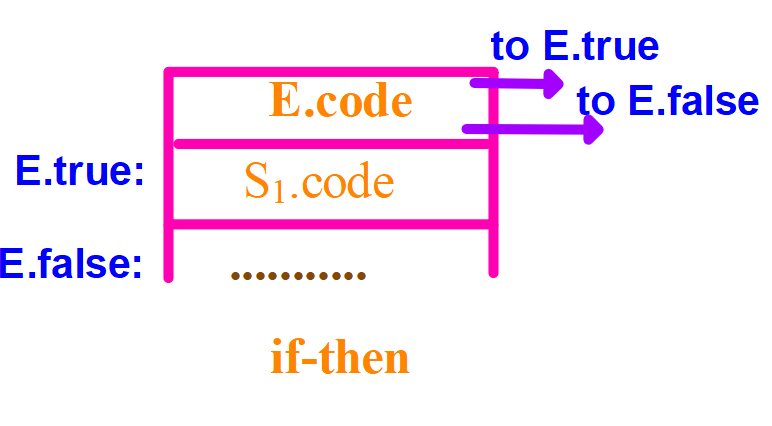 to E.true
E.code
to E.false
E.true:
S₁.code
E.false:
...........
if-then